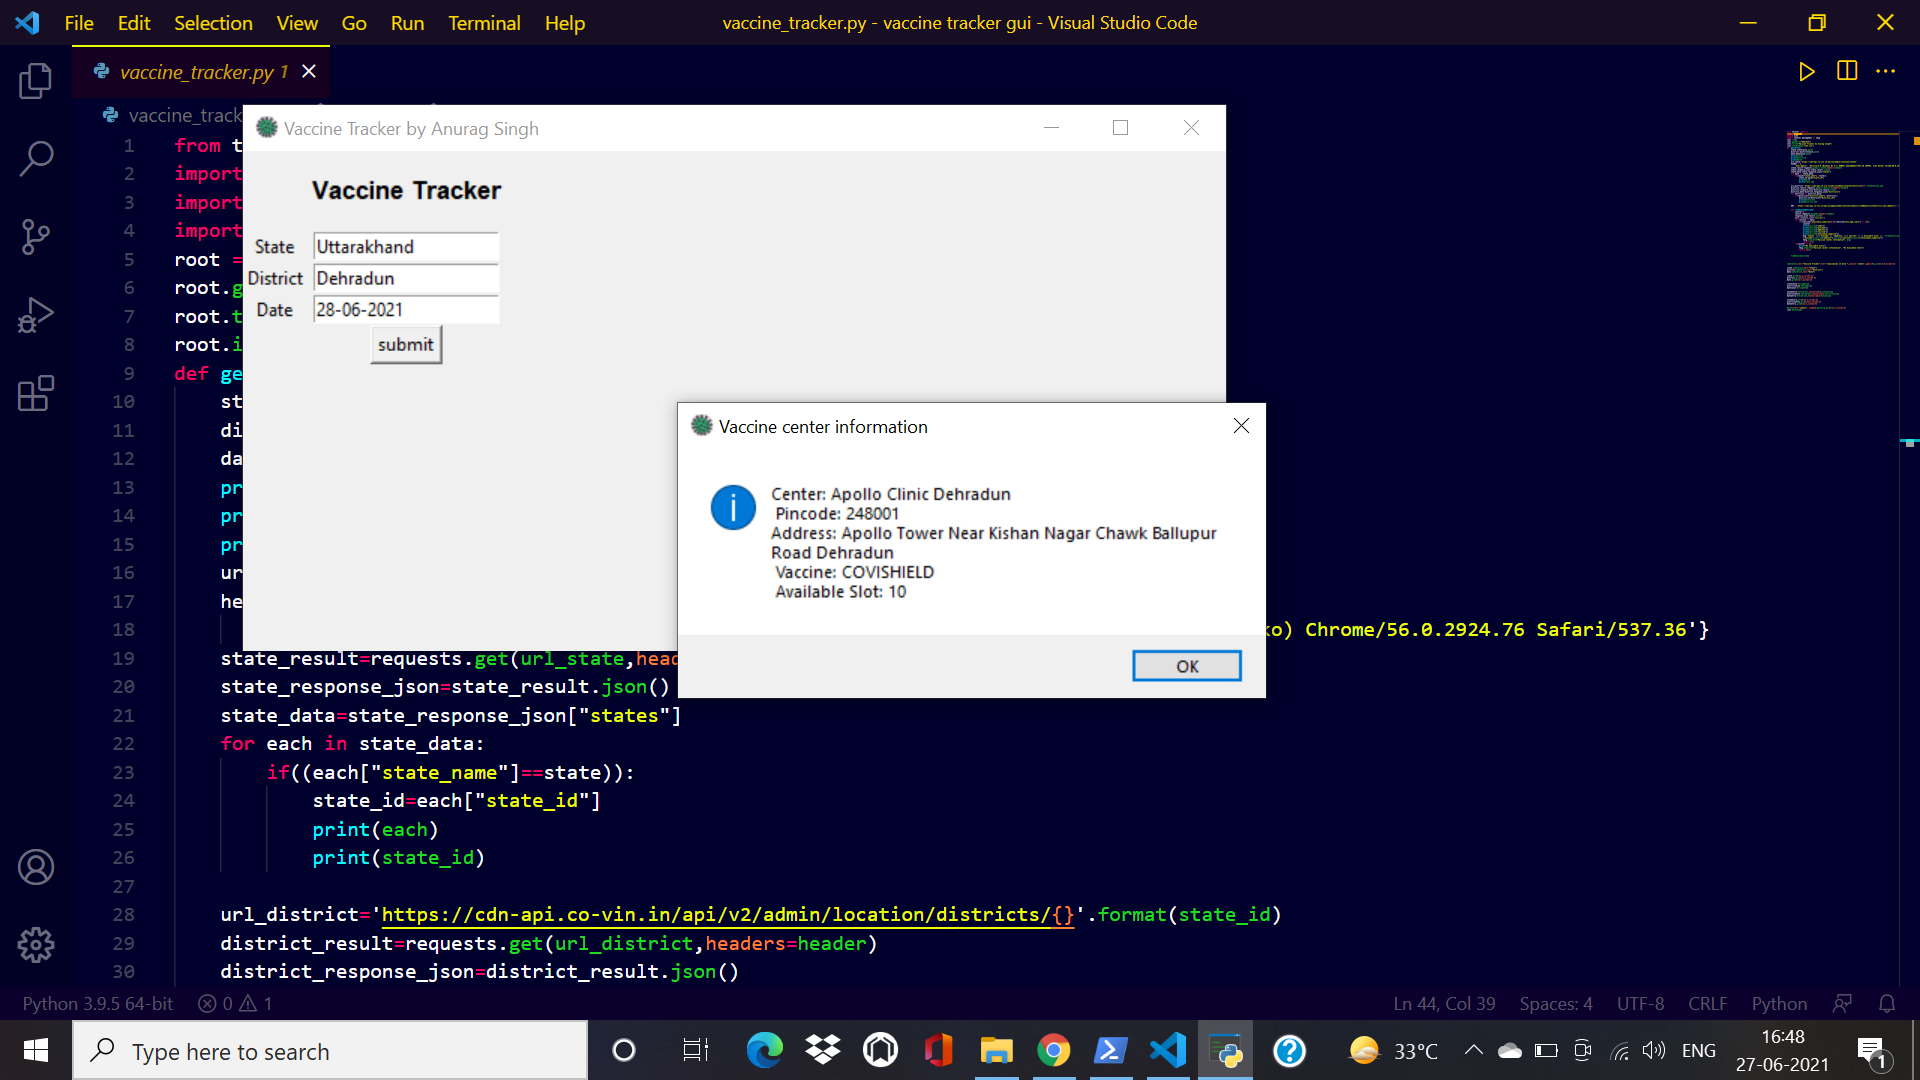 File Edit Selection View Go Run Terminal Help
vaccine_tracker.py - vaccine tracker gui - Visual Studio Code
vaccine_tracker.py 1
vaccine_track
Vaccine Tracker by Anurag Singh
Vaccine Tracker
State Uttarakhand
District Dehradun
Date 28-06-2021
submit
Vaccine center information
Center: Apollo Clinic Dehradun
Pincode: 248001
Address: Apollo Tower Near Kishan Nagar Chawk Ballupur
Road Dehradun
Vaccine: COVISHIELD
Available Slot: 10
OK
1 from t
2 import
3 import
4 import
5 root =
6 root.g
7 root.t
8 root.i
9 def ge
10 st
11 di
12 da
13 pr
14 pr
15 pr
16 ur
17 he
18 ko) Chrome/56.0.2924.76 Safari/537.36'}
19 state_result=requests.get(url_state,head
20 state_response_json=state_result.json()
21 state_data=state_response_json["states"]
22 for each in state_data:
23 if((each["state_name"]==state)):
24 state_id=each["state_id"]
25 print(each)
26 print(state_id)
27
28 url_district='https://cdn-api.co-vin.in/api/v2/admin/location/districts/{}'.format(state_id)
29 district_result=requests.get(url_district,headers=header)
30 district_response_json=district_result.json()
Python 3.9.5 64-bit 0 1
Ln 44, Col 39 Spaces: 4 UTF-8 CRLF Python
Type here to search
33°C ENG
16:48
27-06-2021
1